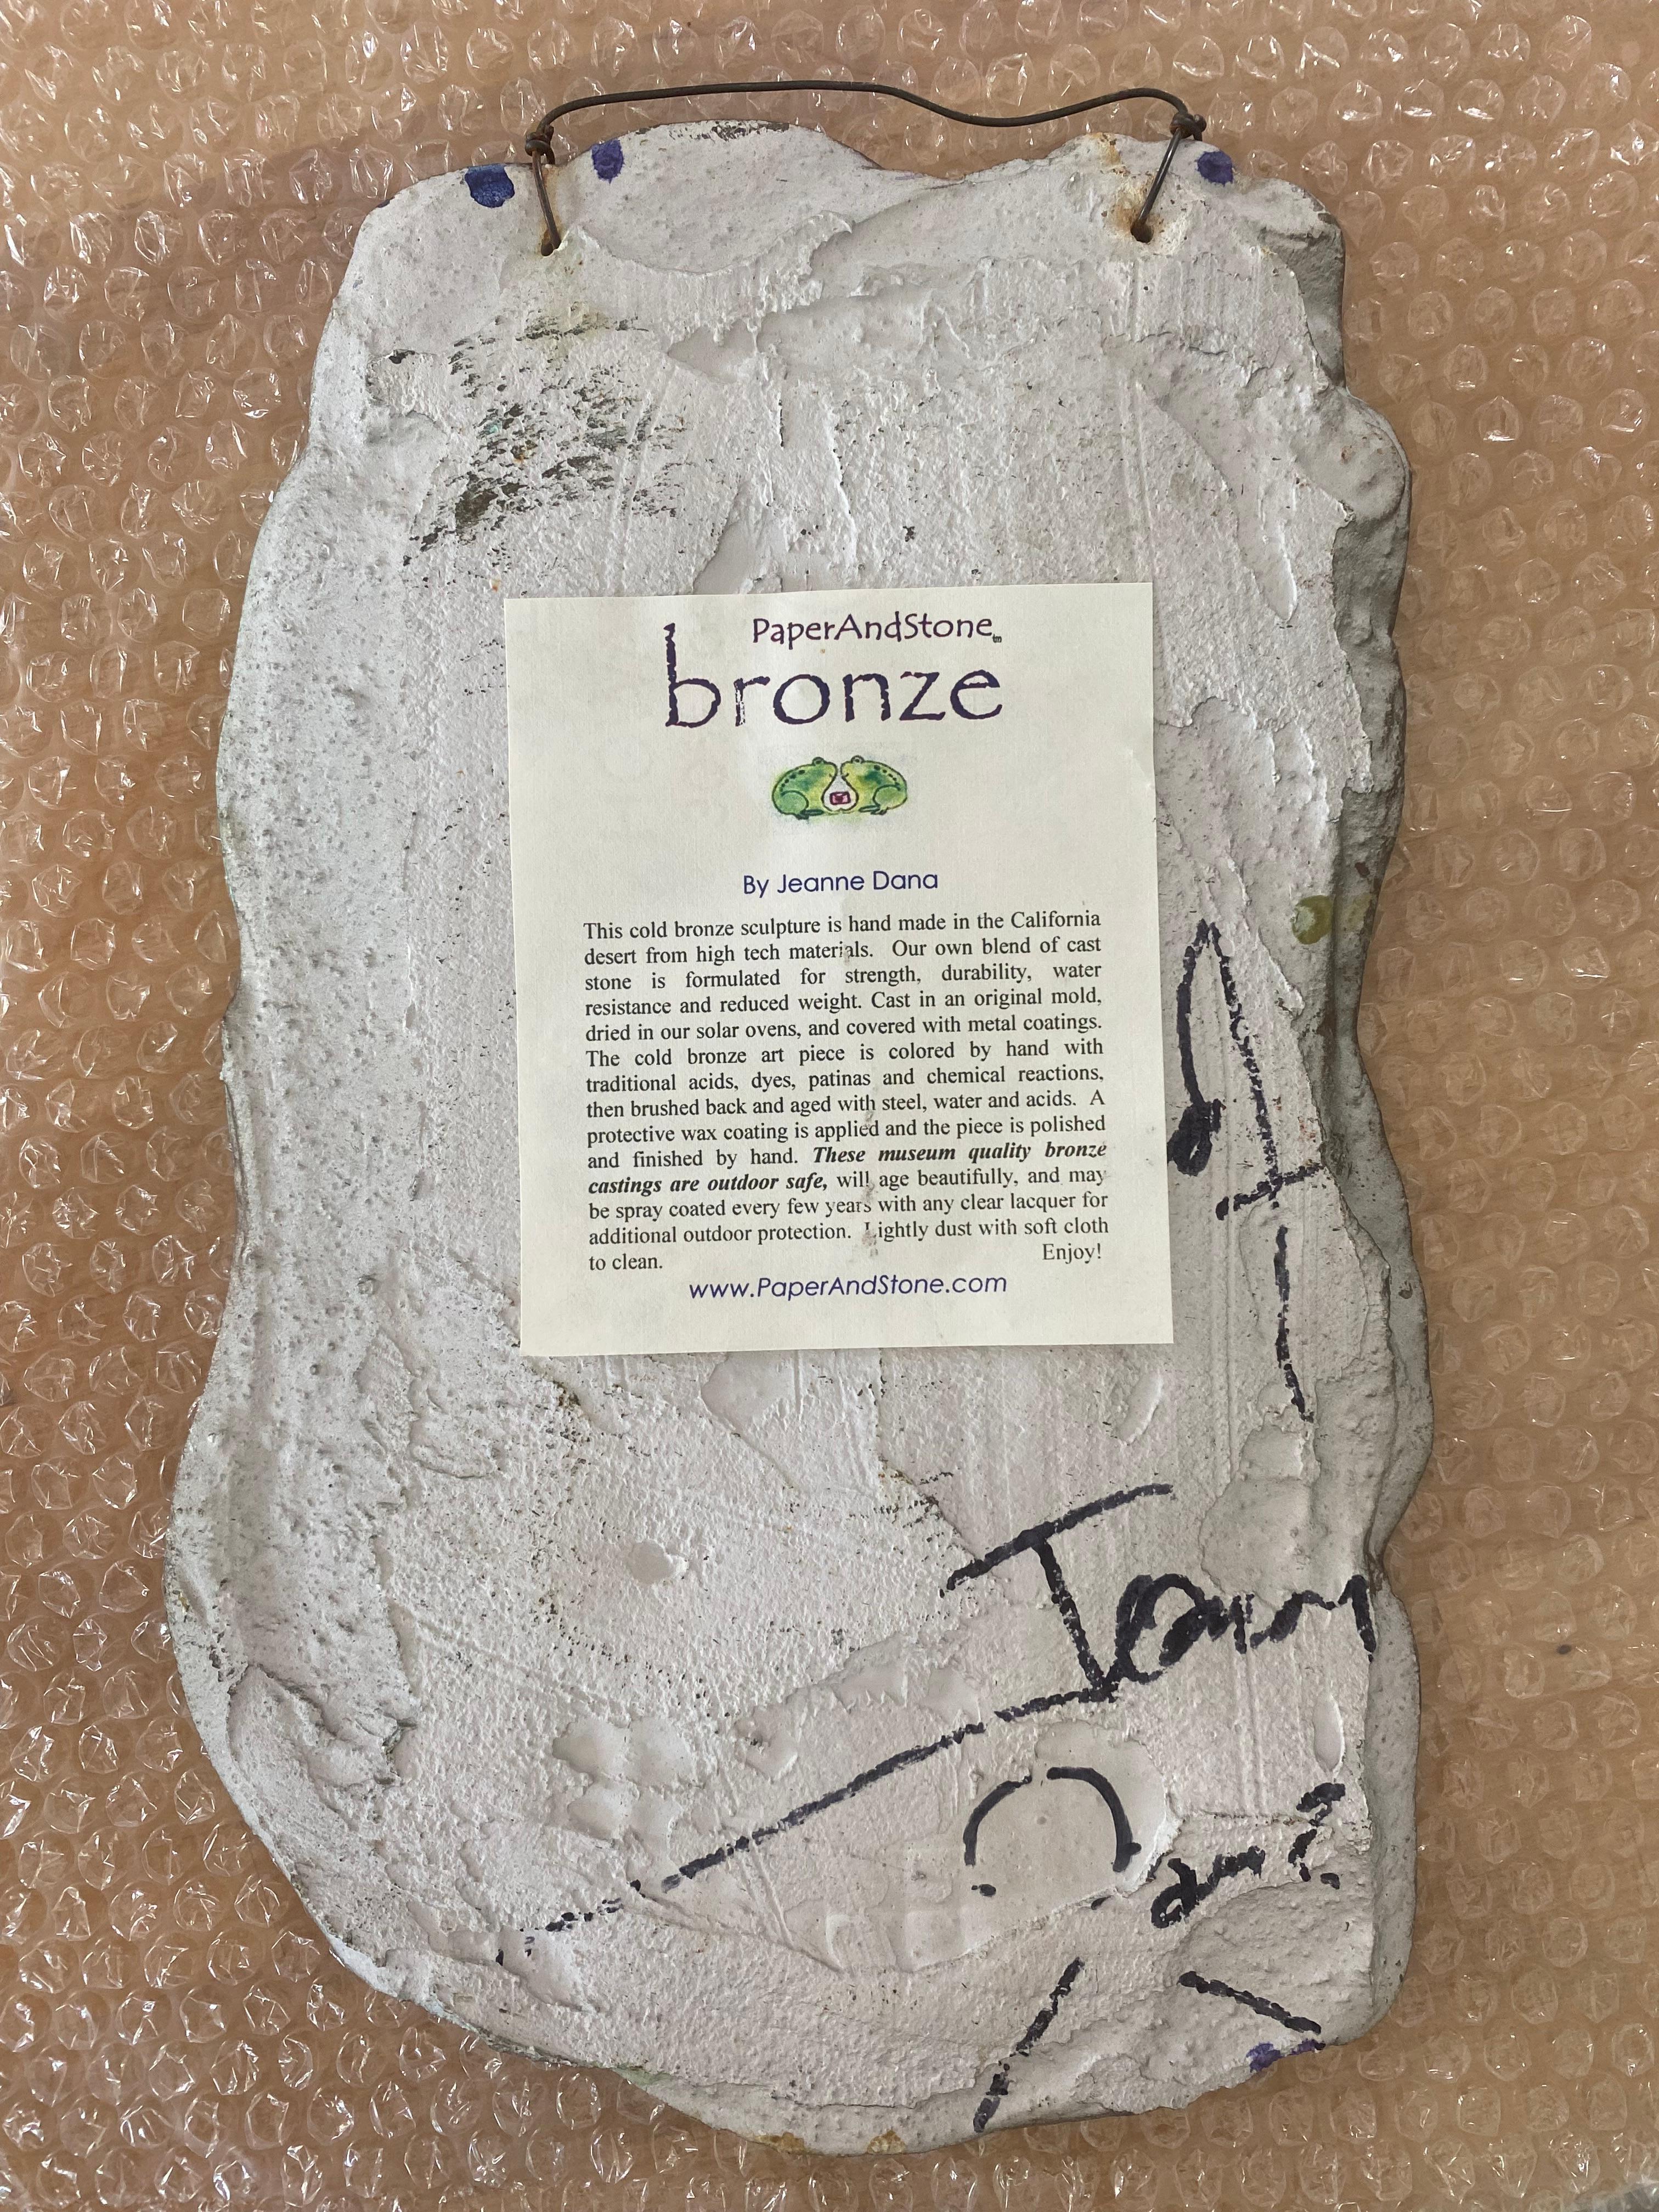 PaperAndStone tm
bronze
By Jeanne Dana
This cold bronze sculpture is hand made in the California
desert from high tech materials. Our own blend of cast
stone is formulated for strength, durability, water
resistance and reduced weight. Cast in an original mold,
dried in our solar ovens, and covered with metal coatings.
The cold bronze art piece is colored by hand with
traditional acids, dyes, patinas and chemical reactions,
then brushed back and aged with steel, water and acids. A
protective wax coating is applied and the piece is polished
and finished by hand. These museum quality bronze
castings are outdoor safe, will age beautifully, and may
be spray coated every few years with any clear lacquer for
additional outdoor protection. Lightly dust with soft cloth
to clain. Enjoy!
www.PaperAndStone.com